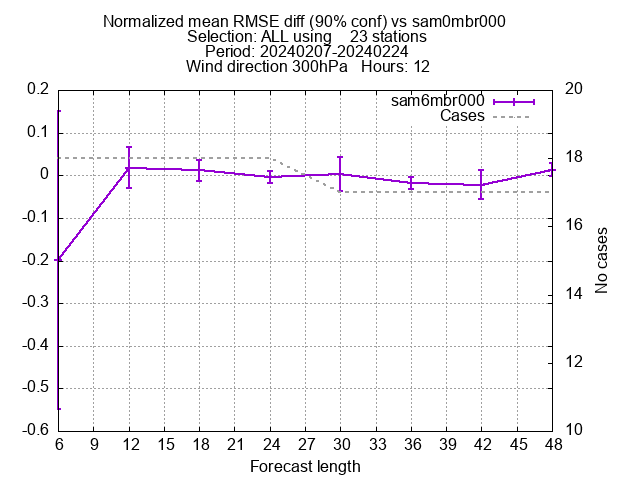 Normalized mean RMSE diff (90% conf) vs sam0mbr000
Selection: ALL using    23 stations
Period: 20240207-20240224
Wind direction 300hPa   Hours: 12
0.2
0.1
0
-0.1
-0.2
-0.3
-0.4
-0.5
-0.6
sam6mbr000
Cases
20
18
16
14
12
10
No cases
6 9 12 15 18 21 24 27 30 33 36 39 42 45 48
Forecast length